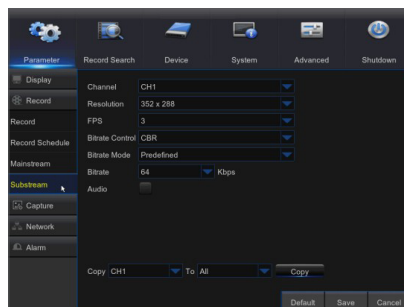 Parameter
Record Search
Device
System
Advanced
Shutdown
Display
Record
Record
Record Schedule
Mainstream
Substream
Capture
Network
Alarm
Channel CH1
Resolution 352 x 288
FPS 3
Bitrate Control CBR
Bitrate Mode Predefined
Bitrate 64 Kbps
Audio
Copy CH1 To All Copy
Default Save Cancel